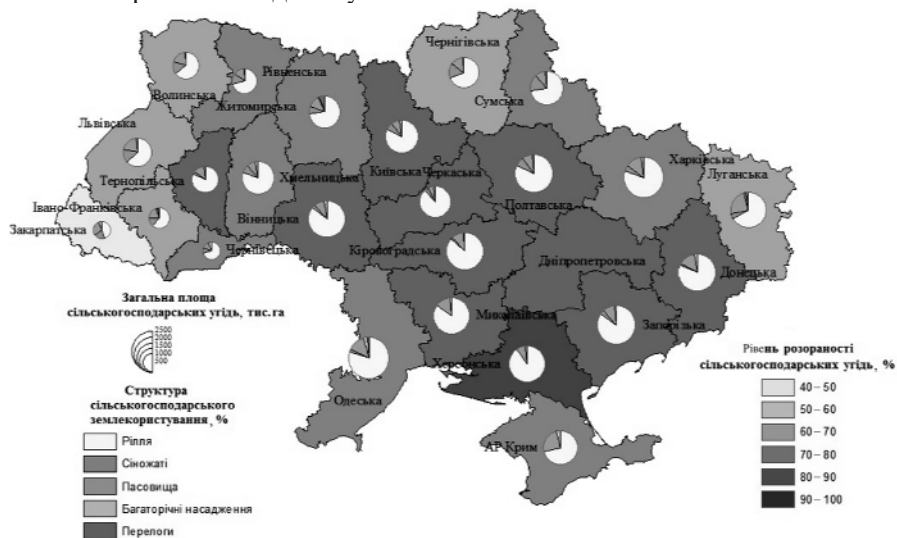 Чернігівська
Рівненська
Волинська
Сумська
Житомирська
Львівська
Харківська
Луганська
Хмельницька
Київська
Черкаська
Тернопільська
Полтавська
Івано-Франківська
Вінницька
Закарпатська
Чернівецька
Кіровоградська
Дніпропетровська
Донецька
Миколаївська
Запорізька
Херсонська
Одеська
АР Крим
Загальна площа
сільськогосподарських угідь, тис.га
2500
2000
1500
1000
500
Структура
сільськогосподарського
землекористування, %
Рілля
Сіножаті
Пасовища
Багаторічні насадження
Перелоги
Рівень розораності
сільськогосподарських угідь, %
40 – 50
50 – 60
60 – 70
70 – 80
80 – 90
90 – 100